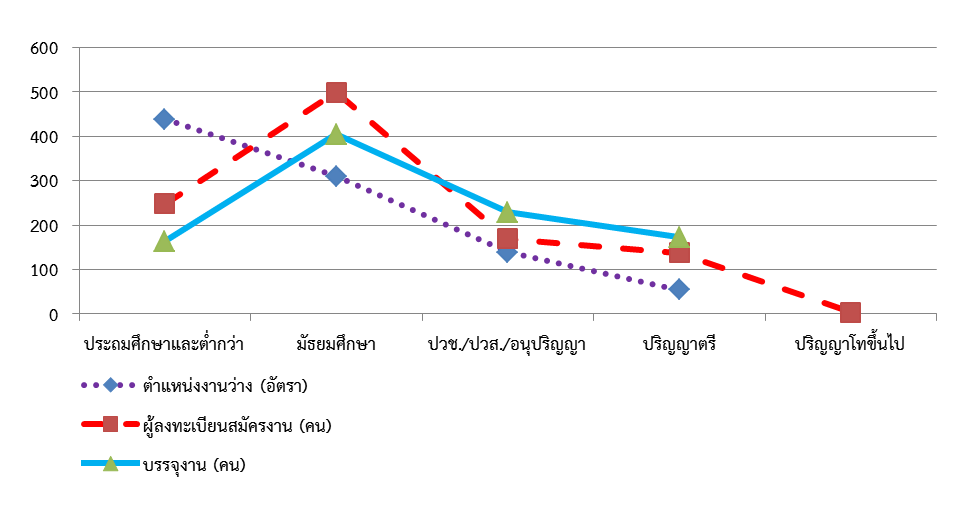 600
500
400
300
200
100
0
ประถมศึกษาและต่ำกว่า มัธยมศึกษา ปวช./ปวส./อนุปริญญา ปริญญาตรี ปริญญาโทขึ้นไป
ตำแหน่งงานว่าง (อัตรา)
ผู้ลงทะเบียนสมัครงาน (คน)
บรรจุงาน (คน)